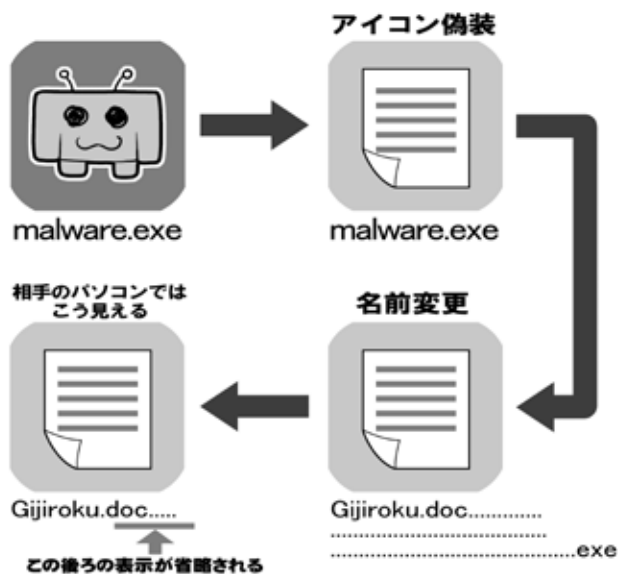 アイコン偽装
malware.exe
malware.exe
名前変更
Gijiroku.doc.............
.......................................
............................................exe
相手のパソコンでは
こう見える
Gijiroku.doc.....
この後ろの表示が省略される